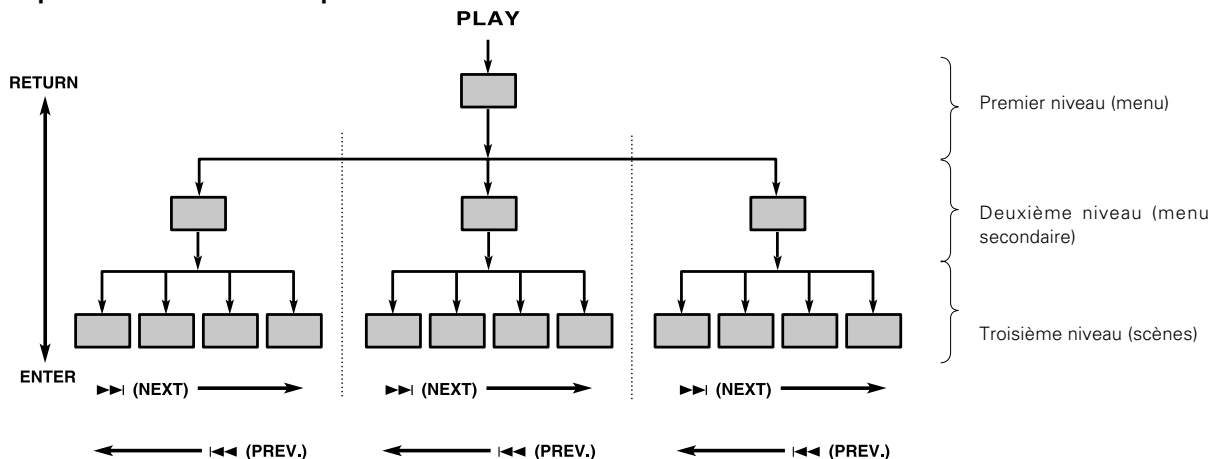 PLAY
RETURN
Premier niveau (menu)
Deuxième niveau (menu
secondaire)
Troisième niveau (scènes)
ENTER
▶▶I (NEXT)
▶▶I (NEXT)
▶▶I (NEXT)
I◀◀ (PREV.)
I◀◀ (PREV.)
I◀◀ (PREV.)